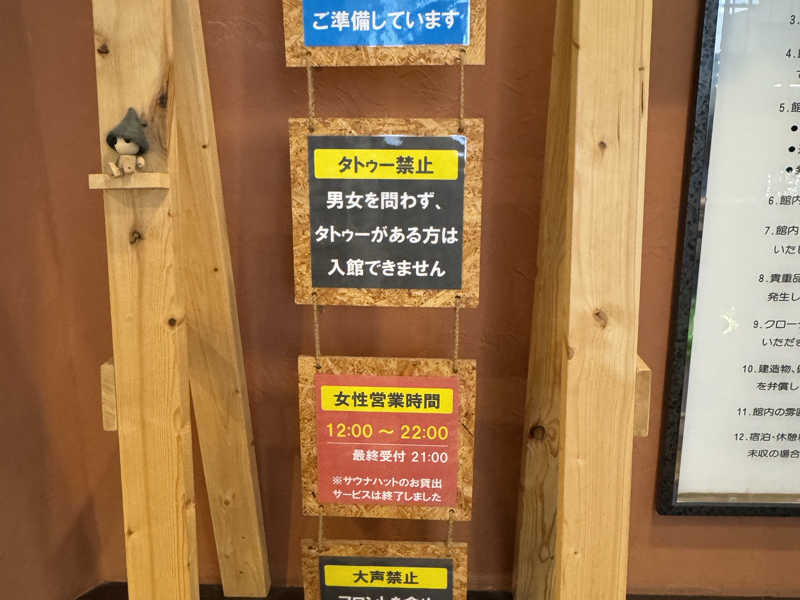 ご準備しています
タトゥー禁止
男女を問わず、
タトゥーがある方は
入館できません
女性営業時間
12:00 ～ 22:00
最終受付 21:00
※サウナハットのお貸出
サービスは終了しました
大声禁止
3.
4.
5.館
6.館内
7.館内
いたし
8.貴重品
発生し
9.クロー
いただき
10.建造物、
を弁償し
11.館内の雰囲
12.宿泊・休憩
未収の場合